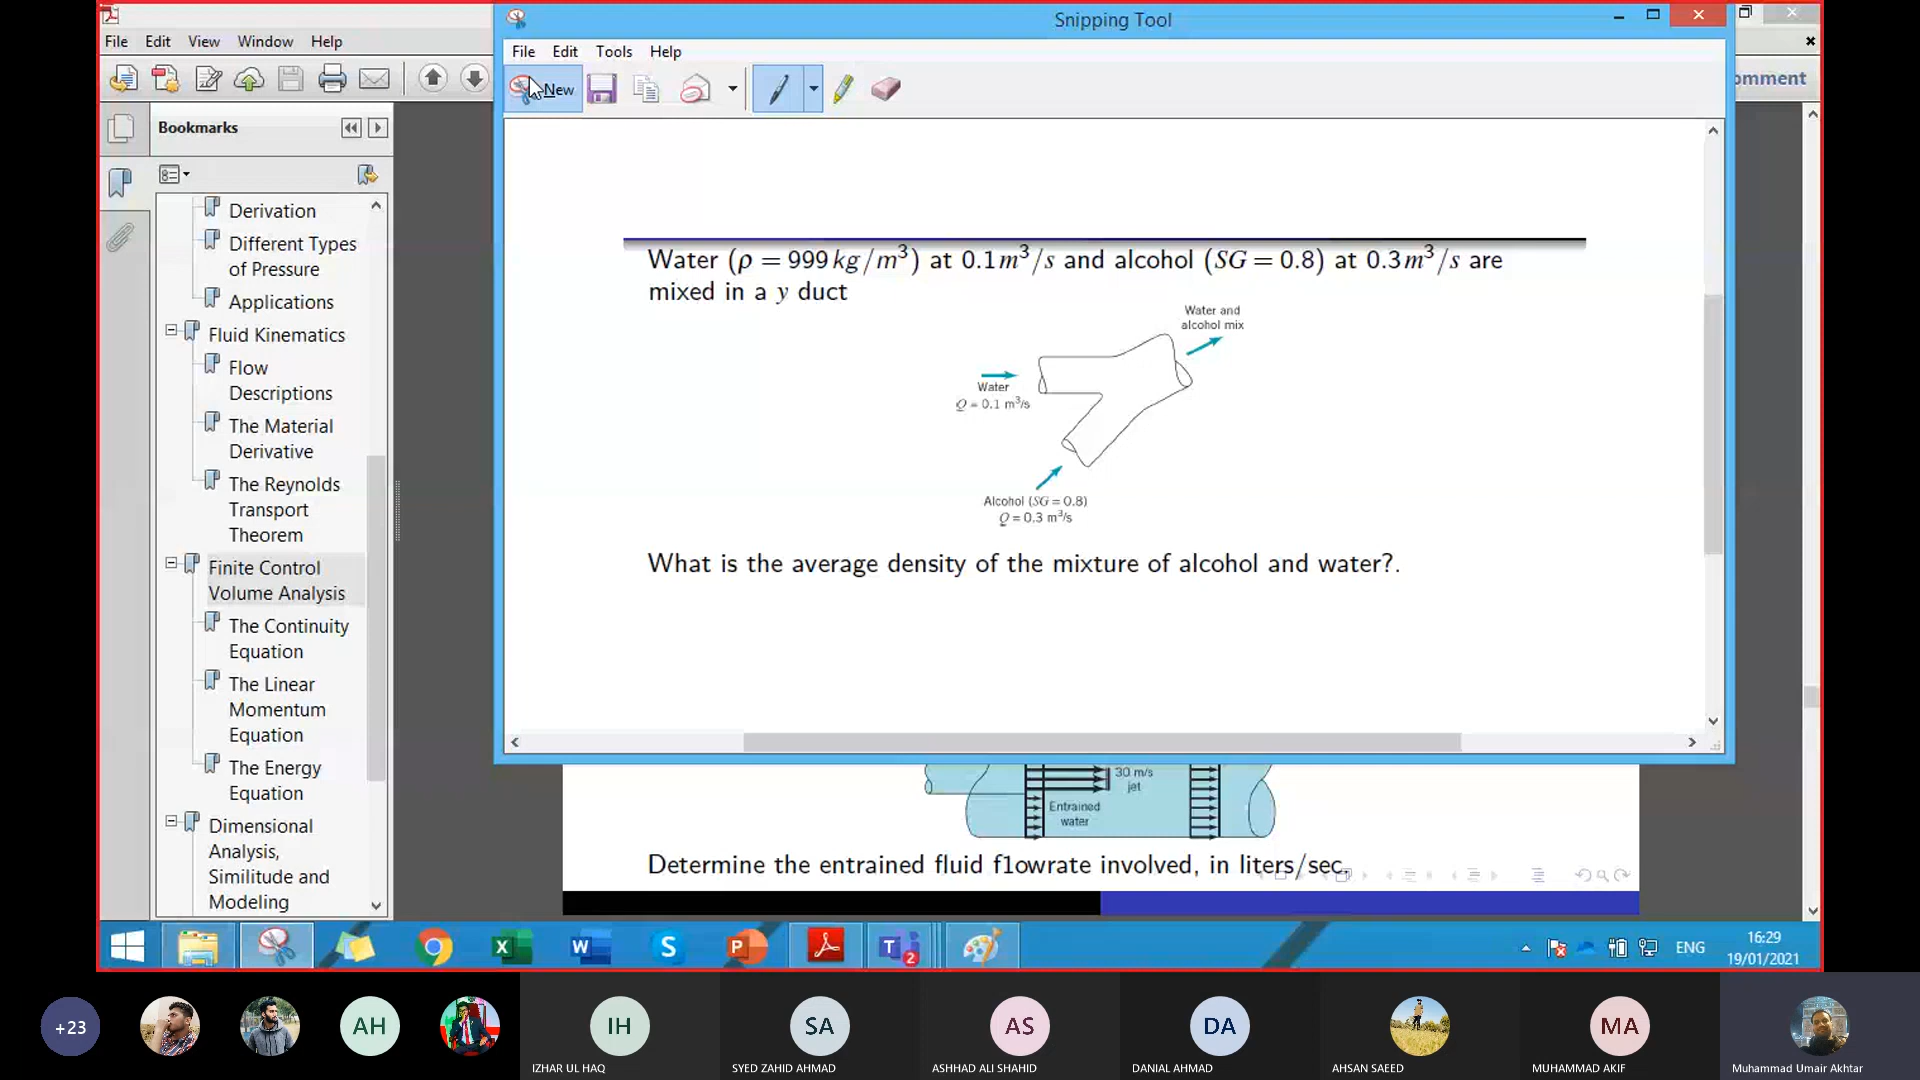 Snipping Tool
File Edit View Window Help
File Edit Tools Help
New
omment
Bookmarks
Derivation
Different Types
of Pressure
Applications
Fluid Kinematics
Flow
Descriptions
The Material
Derivative
The Reynolds
Transport
Theorem
Finite Control
Volume Analysis
The Continuity
Equation
The Linear
Momentum
Equation
The Energy
Equation
Dimensional
Analysis,
Similitude and
Modeling
Water (ρ = 999 kg/m³) at 0.1 m³/s and alcohol (SG = 0.8) at 0.3 m³/s are
mixed in a y duct
Water and
alcohol mix
Water
Q = 0.1 m³/s
Alcohol (SG = 0.8)
Q = 0.3 m³/s
What is the average density of the mixture of alcohol and water?.
30 m/s
jet
Entrained
water
Determine the entrained fluid flowrate involved, in liters/sec.
2
ENG
16:29
19/01/2021
+23
AH
IH
SA
AS
DA
MA
IZHAR UL HAQ
SYED ZAHID AHMAD
ASHHAD ALI SHAHID
DANIAL AHMAD
AHSAN SAEED
MUHAMMAD AKIF
Muhammad Umair Akhtar